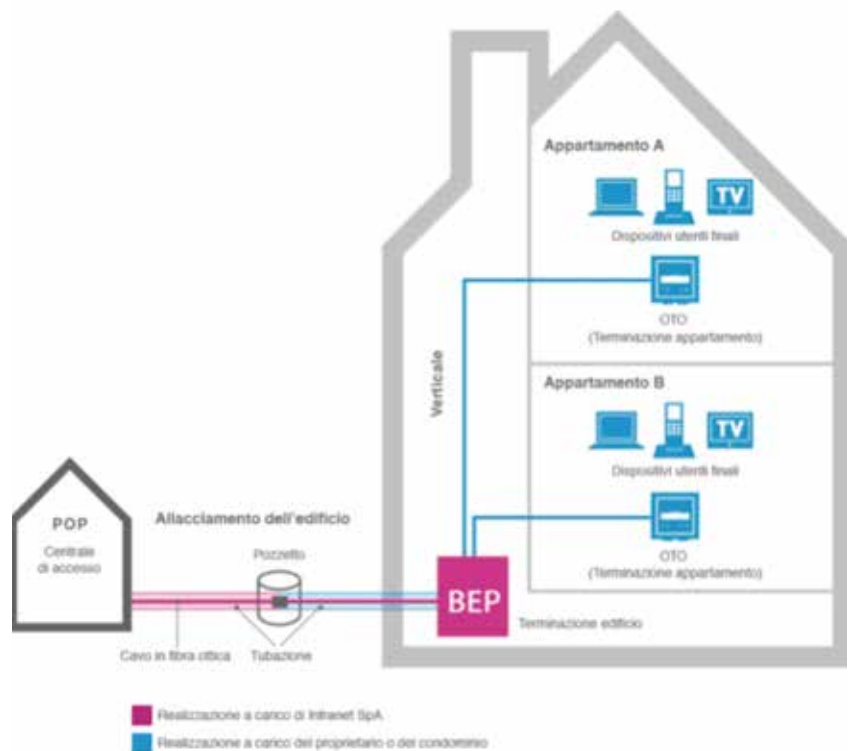 Appartamento A
TV
Dispositivi utenti finali
OTO
(Terminazione appartamento)
Verticale
Appartamento B
TV
Dispositivi utenti finali
OTO
(Terminazione appartamento)
POP
Centrale
di accesso
Allacciamento dell'edificio
Pozzetto
BEP
Terminazione edificio
Cavo in fibra ottica
Tubazione
Realizzazione a carico di Infranet SpA
Realizzazione a carico del proprietario o del condominio